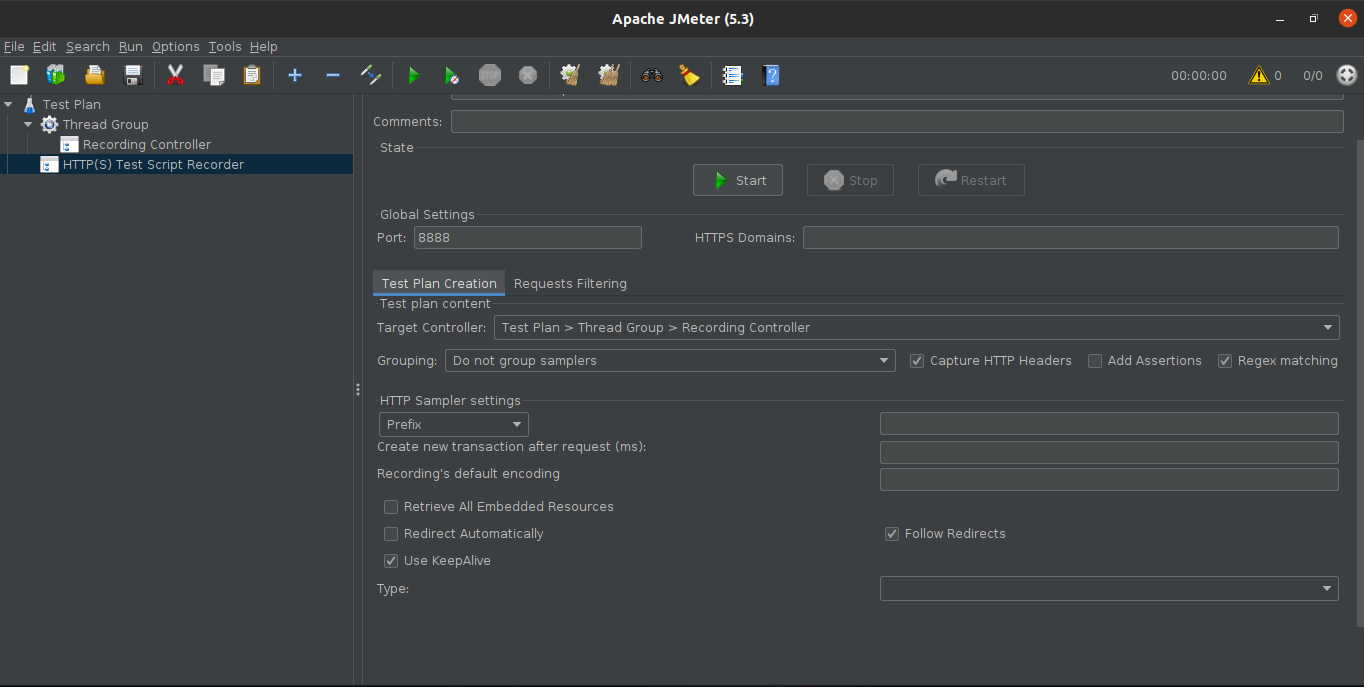 Apache JMeter (5.3)
File Edit Search Run Options Tools Help
STOP 00:00:00 0 0/0
Test Plan
Thread Group
Recording Controller
HTTP(S) Test Script Recorder
Comments:
State
Start Stop Restart
Global Settings
Port: 8888 HTTPS Domains:
Test Plan Creation Requests Filtering
Test plan content
Target Controller: Test Plan > Thread Group > Recording Controller
Grouping: Do not group samplers Capture HTTP Headers Add Assertions Regex matching
HTTP Sampler settings
Prefix
Create new transaction after request (ms):
Recording's default encoding
Retrieve All Embedded Resources
Redirect Automatically Follow Redirects
Use KeepAlive
Type: